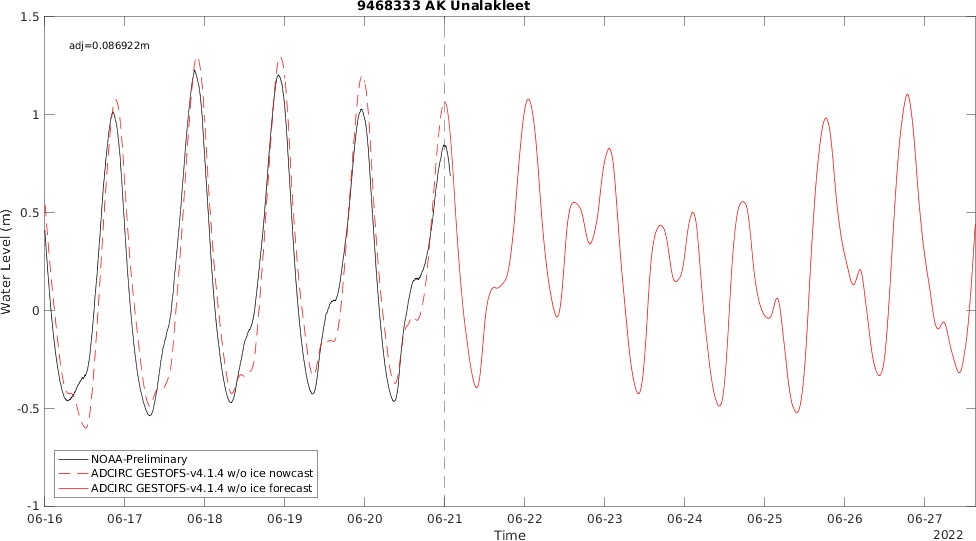 9468333 AK Unalakleet
adj=0.086922m
Water Level (m)
1.5
1
0.5
0
-0.5
-1
NOAA-Preliminary
ADCIRC GESTOFS-v4.1.4 w/o ice nowcast
ADCIRC GESTOFS-v4.1.4 w/o ice forecast
06-16 06-17 06-18 06-19 06-20 06-21 06-22 06-23 06-24 06-25 06-26 06-27
Time
2022